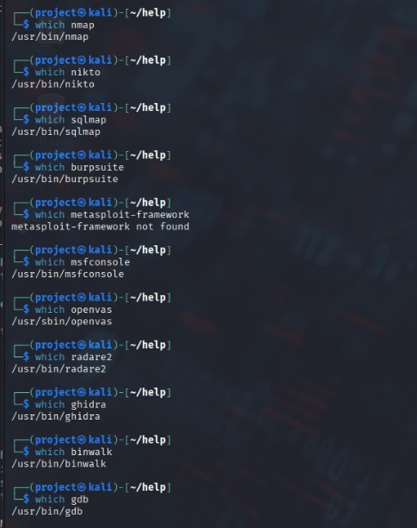 ┌──(project㉿kali)-[~/help]
└─$ which nmap
/usr/bin/nmap
┌──(project㉿kali)-[~/help]
└─$ which nikto
/usr/bin/nikto
┌──(project㉿kali)-[~/help]
└─$ which sqlmap
/usr/bin/sqlmap
┌──(project㉿kali)-[~/help]
└─$ which burpsuite
/usr/bin/burpsuite
┌──(project㉿kali)-[~/help]
└─$ which metasploit-framework
metasploit-framework not found
┌──(project㉿kali)-[~/help]
└─$ which msfconsole
/usr/bin/msfconsole
┌──(project㉿kali)-[~/help]
└─$ which openvas
/usr/sbin/openvas
┌──(project㉿kali)-[~/help]
└─$ which radare2
/usr/bin/radare2
┌──(project㉿kali)-[~/help]
└─$ which ghidra
/usr/bin/ghidra
┌──(project㉿kali)-[~/help]
└─$ which binwalk
/usr/bin/binwalk
┌──(project㉿kali)-[~/help]
└─$ which gdb
/usr/bin/gdb